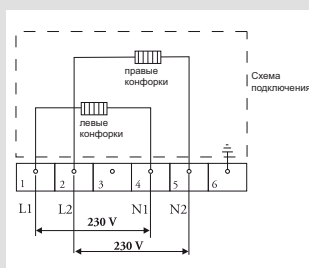 правые
конфорки
Схема
подключения
левые
конфорки
1 2 3 4 5 6
L1 L2 N1 N2
230 V
230 V